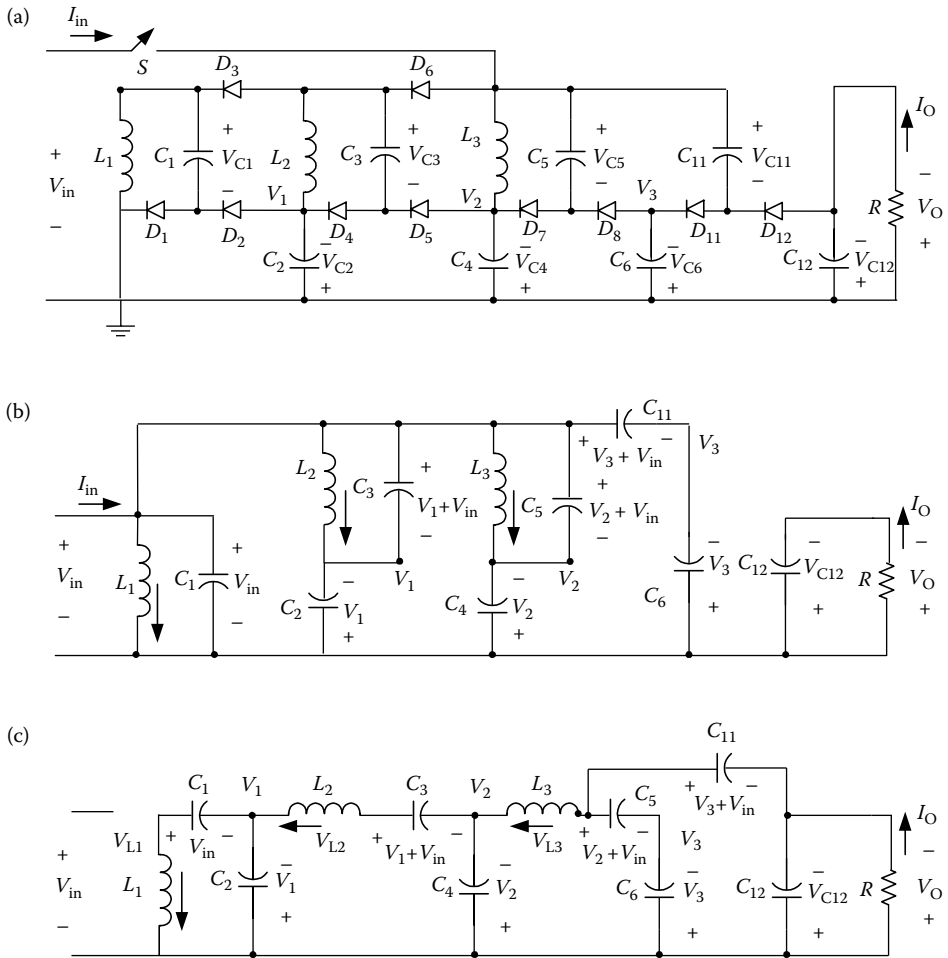 (a)
I_in
S
D_3
D_6
+
V_in
−
L_1
C_1
+
V_C1
−
L_2
C_3
+
V_C3
−
L_3
C_5
+
V_C5
−
C_11
+
V_C11
−
I_O
−
V_O
+
R
V_1
V_2
V_3
D_1
D_2
D_4
D_5
D_7
D_8
D_11
D_12
C_2
−
V_C2
+
C_4
−
V_C4
+
C_6
−
V_C6
+
C_12
−
V_C12
+
(b)
I_in
+
V_in
−
L_1
C_1
+
V_in
−
L_2
C_3
+
V_1+V_in
−
V_1
C_2
−
V_1
+
L_3
C_5
+
V_2 + V_in
−
V_2
C_4
−
V_2
+
C_11
+
−
V_3 + V_in
V_3
C_6
−
V_3
+
C_12
−
V_C12
+
R
I_O
−
V_O
+
(c)
+
V_in
−
V_L1
L_1
C_1
+
−
V_in
V_1
C_2
−
V_1
+
L_2
V_L2
C_3
+
−
V_1+V_in
V_2
C_4
−
V_2
+
L_3
V_L3
C_5
+
−
V_2+V_in
C_11
+
−
V_3+V_in
V_3
C_6
−
V_3
+
C_12
−
V_C12
+
R
I_O
−
V_O
+